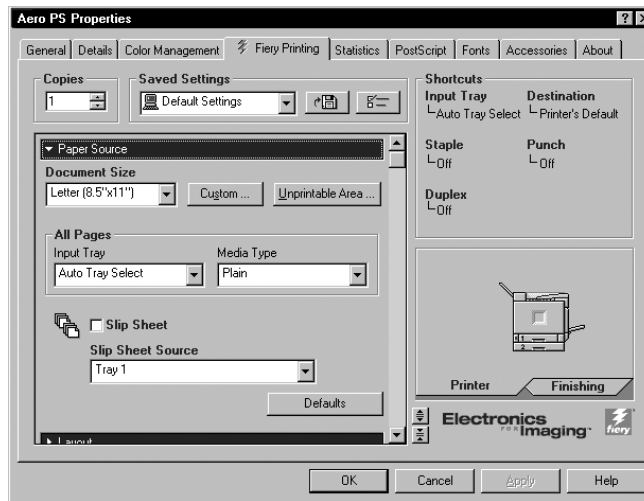 Aero PS Properties
General Details Color Management Fiery Printing Statistics PostScript Fonts Accessories About
Copies
1
Saved Settings
Default Settings
Paper Source
Document Size
Letter (8.5"x11")
Custom ...
Unprintable Area ...
All Pages
Input Tray
Auto Tray Select
Media Type
Plain
Slip Sheet
Slip Sheet Source
Tray 1
Defaults
Layout
Shortcuts
Input Tray
Auto Tray Select
Destination
Printer's Default
Staple
Off
Punch
Off
Duplex
Off
1
2
Printer
Finishing
Electronics
FOR Imaging
fiery
OK Cancel Apply Help